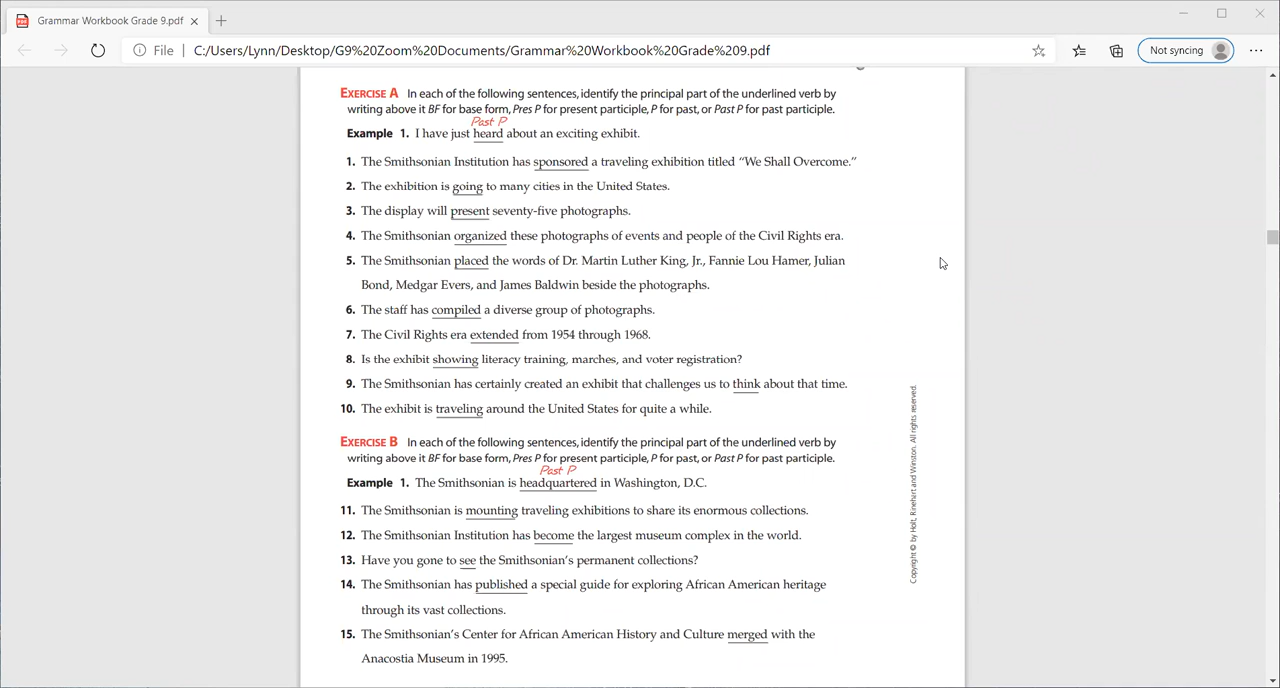 Grammar Workbook Grade 9.pdf
File C:/Users/Lynn/Desktop/G9%20Zoom%20Documents/Grammar%20Workbook%20Grade%209.pdf Not syncing
EXERCISE A In each of the following sentences, identify the principal part of the underlined verb by
writing above it BF for base form, Pres P for present participle, P for past, or Past P for past participle.
Past P
Example 1. I have just heard about an exciting exhibit.
1. The Smithsonian Institution has sponsored a traveling exhibition titled “We Shall Overcome.”
2. The exhibition is going to many cities in the United States.
3. The display will present seventy-five photographs.
4. The Smithsonian organized these photographs of events and people of the Civil Rights era.
5. The Smithsonian placed the words of Dr. Martin Luther King, Jr., Fannie Lou Hamer, Julian
Bond, Medgar Evers, and James Baldwin beside the photographs.
6. The staff has compiled a diverse group of photographs.
7. The Civil Rights era extended from 1954 through 1968.
8. Is the exhibit showing literacy training, marches, and voter registration?
9. The Smithsonian has certainly created an exhibit that challenges us to think about that time.
10. The exhibit is traveling around the United States for quite a while.
EXERCISE B In each of the following sentences, identify the principal part of the underlined verb by
writing above it BF for base form, Pres P for present participle, P for past, or Past P for past participle.
Past P
Example 1. The Smithsonian is headquartered in Washington, D.C.
11. The Smithsonian is mounting traveling exhibitions to share its enormous collections.
12. The Smithsonian Institution has become the largest museum complex in the world.
13. Have you gone to see the Smithsonian’s permanent collections?
14. The Smithsonian has published a special guide for exploring African American heritage
through its vast collections.
15. The Smithsonian’s Center for African American History and Culture merged with the
Anacostia Museum in 1995.
Copyright © by Holt, Rinehart and Winston. All rights reserved.